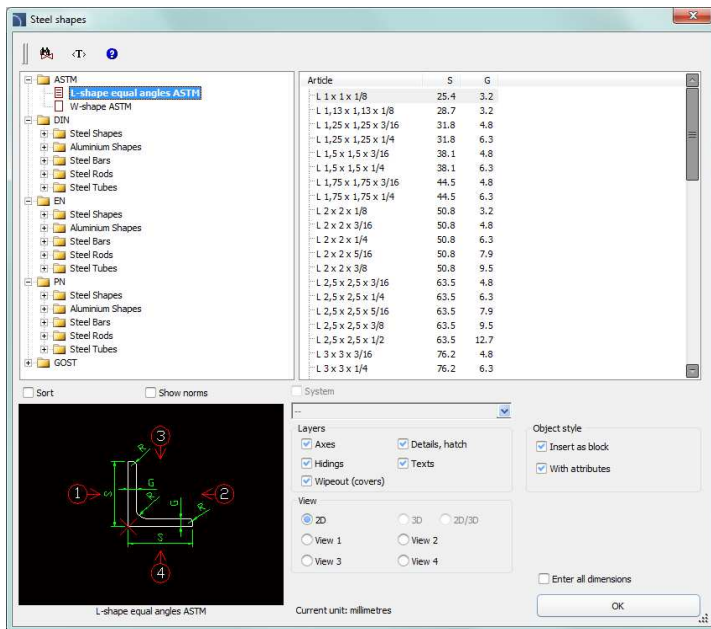 Steel shapes
<T>
ASTM
L-shape equal angles ASTM
W-shape ASTM
DIN
Steel Shapes
Aluminium Shapes
Steel Bars
Steel Rods
Steel Tubes
EN
Steel Shapes
Aluminium Shapes
Steel Bars
Steel Rods
Steel Tubes
PN
Steel Shapes
Aluminium Shapes
Steel Bars
Steel Rods
Steel Tubes
GOST
Article S G
L 1 x 1 x 1/8 25.4 3.2
L 1,13 x 1,13 x 1/8 28.7 3.2
L 1,25 x 1,25 x 3/16 31.8 4.8
L 1,25 x 1,25 x 1/4 31.8 6.3
L 1,5 x 1,5 x 3/16 38.1 4.8
L 1,5 x 1,5 x 1/4 38.1 6.3
L 1,75 x 1,75 x 3/16 44.5 4.8
L 1,75 x 1,75 x 1/4 44.5 6.3
L 2 x 2 x 1/8 50.8 3.2
L 2 x 2 x 3/16 50.8 4.8
L 2 x 2 x 1/4 50.8 6.3
L 2 x 2 x 5/16 50.8 7.9
L 2 x 2 x 3/8 50.8 9.5
L 2,5 x 2,5 x 3/16 63.5 4.8
L 2,5 x 2,5 x 1/4 63.5 6.3
L 2,5 x 2,5 x 5/16 63.5 7.9
L 2,5 x 2,5 x 3/8 63.5 9.5
L 2,5 x 2,5 x 1/2 63.5 12.7
L 3 x 3 x 3/16 76.2 4.8
L 3 x 3 x 1/4 76.2 6.3
Sort Show norms
3
R
1 S G R G R 2
S
4
L-shape equal angles ASTM
System
--
Layers
Axes Details, hatch
Hidings Texts
Wipeout (covers)
View
2D 3D 2D/3D
View 1 View 2
View 3 View 4
Current unit: millimetres
Object style
Insert as block
With attributes
Enter all dimensions
OK